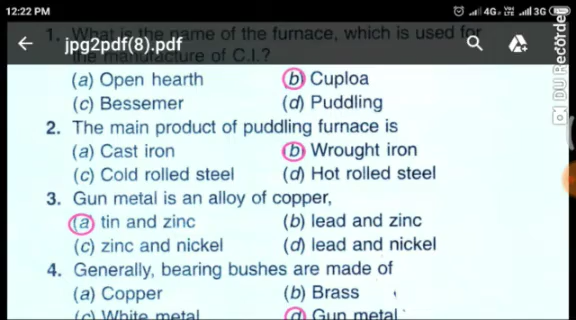 12:22 PM 4G+ VoLTE 3G
1. What is the name of the furnace, which is used for
jpg2pdf(8).pdf
the manufacture of C.I.?
(a) Open hearth (b) Cuploa
(c) Bessemer (d) Puddling
2. The main product of puddling furnace is
(a) Cast iron (b) Wrought iron
(c) Cold rolled steel (d) Hot rolled steel
3. Gun metal is an alloy of copper,
(a) tin and zinc (b) lead and zinc
(c) zinc and nickel (d) lead and nickel
4. Generally, bearing bushes are made of
(a) Copper (b) Brass
(c) White metal (d) Gun metal
DU Recorder